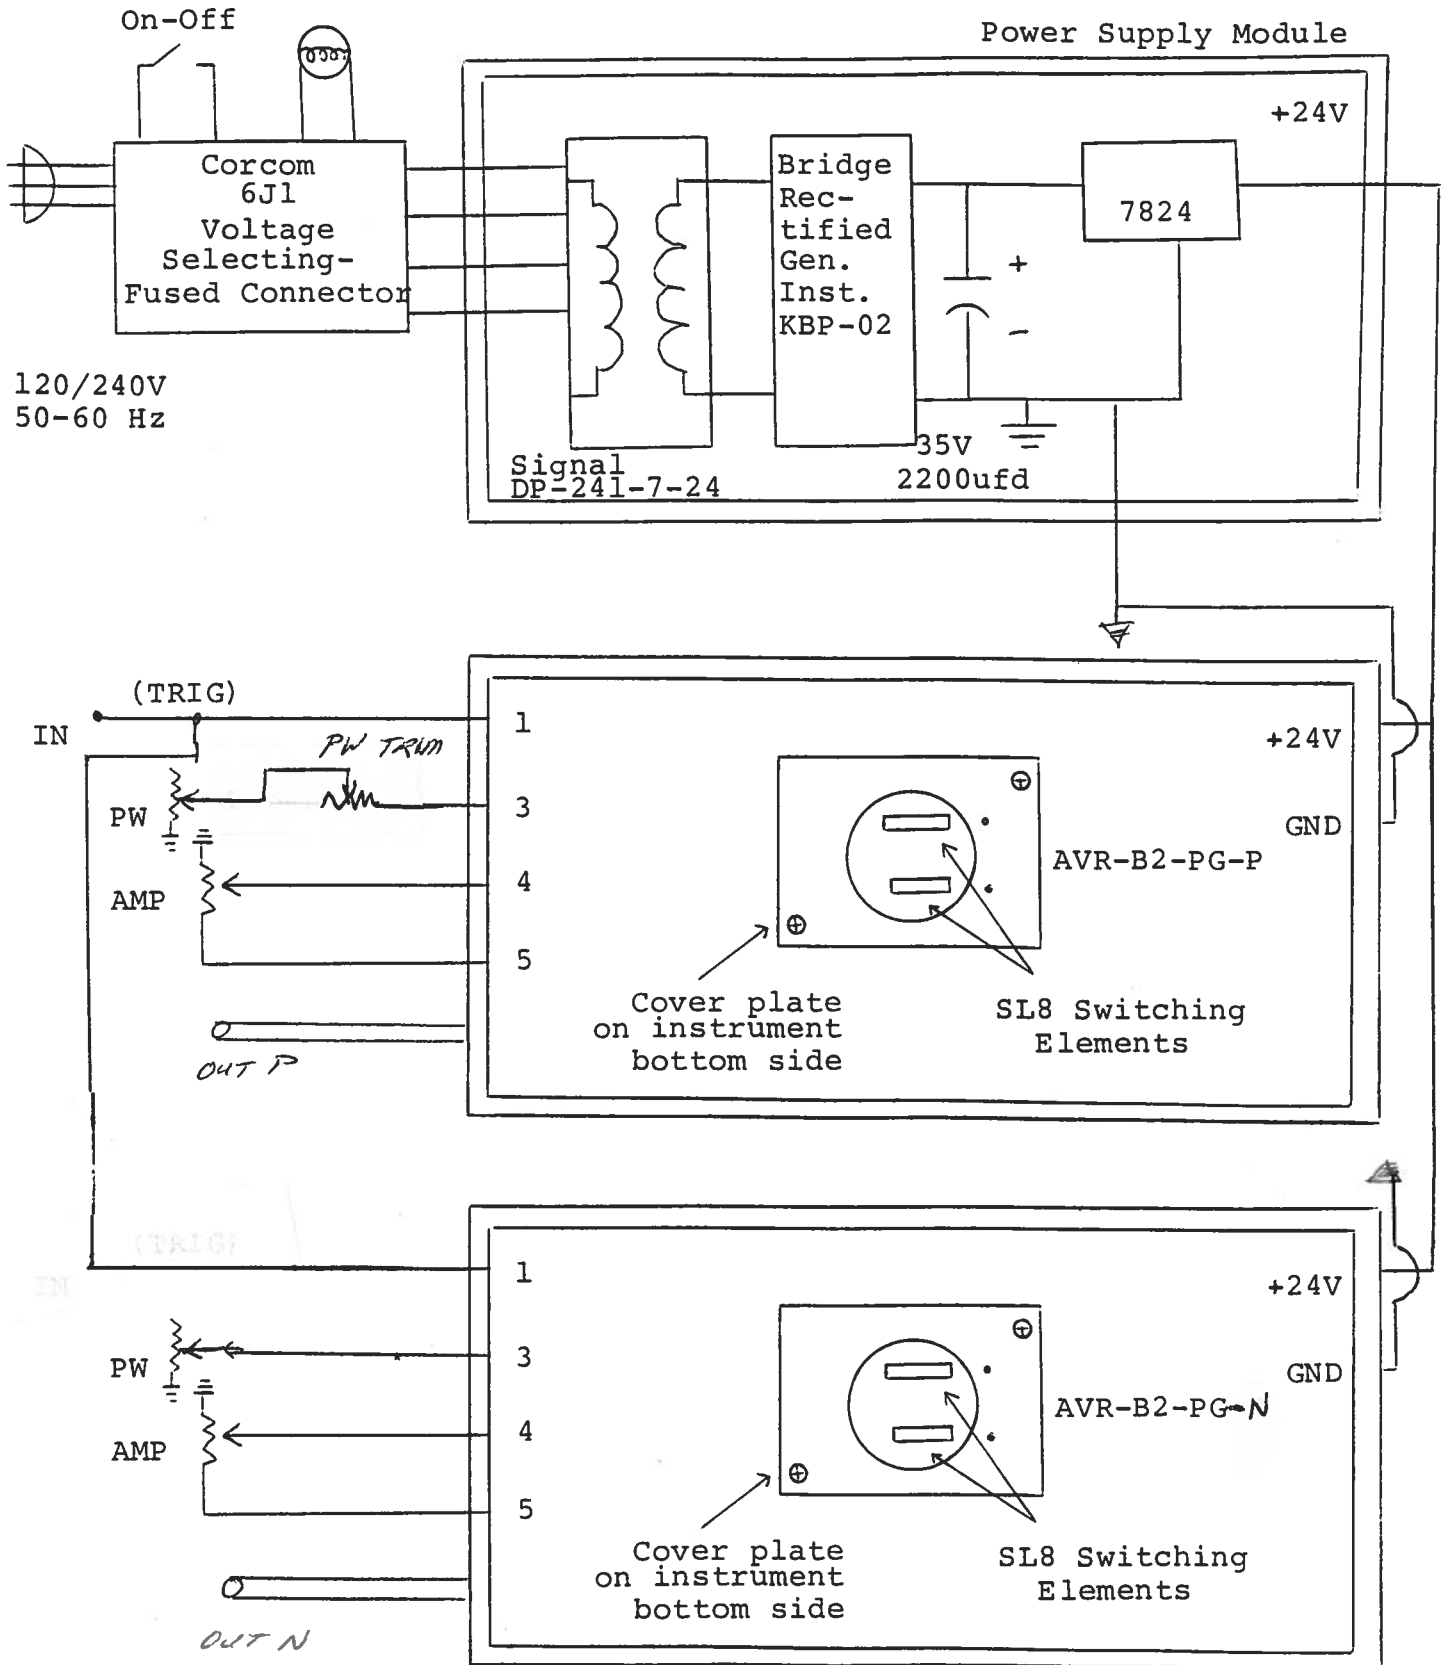 On-Off
Power Supply Module
+24V
Corcom
6J1
Voltage
Selecting-
Fused Connector
Bridge
Rec-
tified
Gen.
Inst.
KBP-02
7824
+
-
120/240V
50-60 Hz
35V
2200ufd
Signal
DP-241-7-24
(TRIG)
IN
PW TRIM
PW
AMP
1
3
4
5
+24V
GND
AVR-B2-PG-P
Cover plate
on instrument
bottom side
SL8 Switching
Elements
OUT P
(TRIG)
IN
PW
AMP
1
3
4
5
+24V
GND
AVR-B2-PG-N
Cover plate
on instrument
bottom side
SL8 Switching
Elements
OUT N